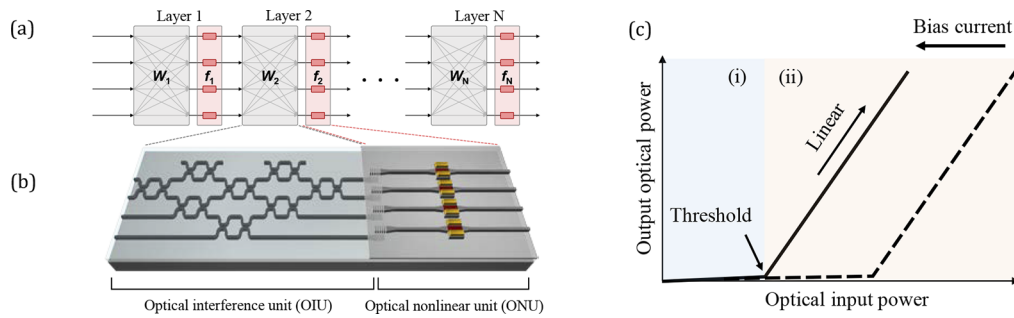 (a)
Layer 1
Layer 2
Layer N
W1
f1
W2
f2
. . .
WN
fN
(b)
Optical interference unit (OIU)
Optical nonlinear unit (ONU)
(c)
Bias current
(i)
(ii)
Linear
Threshold
Output optical power
Optical input power